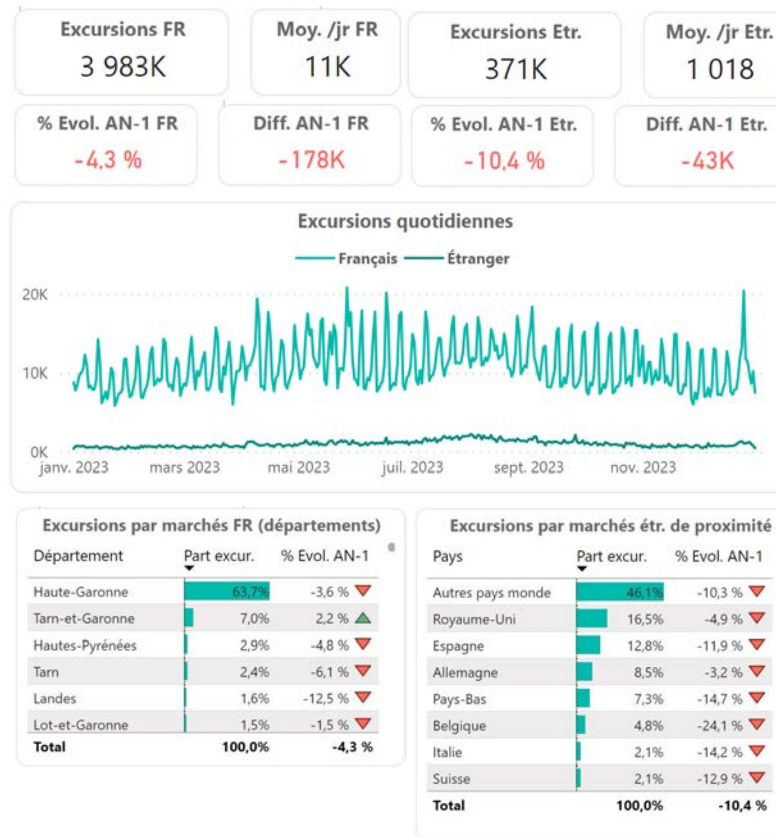 Excursions FR
3 983K
Moy. /jr FR
11K
Excursions Etr.
371K
Moy. /jr Etr.
1 018
% Evol. AN-1 FR
-4,3 %
Diff. AN-1 FR
-178K
% Evol. AN-1 Etr.
-10,4 %
Diff. AN-1 Etr.
-43K
Excursions quotidiennes
Français Étranger
20K
10K
0K
janv. 2023 mars 2023 mai 2023 juil. 2023 sept. 2023 nov. 2023
Excursions par marchés FR (départements)
Département Part excur. % Evol. AN-1
Haute-Garonne 63,7% -3,6 %
Tarn-et-Garonne 7,0% 2,2 %
Hautes-Pyrénées 2,9% -4,8 %
Tarn 2,4% -6,1 %
Landes 1,6% -12,5 %
Lot-et-Garonne 1,5% -1,5 %
Total 100,0% -4,3 %
Excursions par marchés étr. de proximité
Pays Part excur. % Evol. AN-1
Autres pays monde 46,1% -10,3 %
Royaume-Uni 16,5% -4,9 %
Espagne 12,8% -11,9 %
Allemagne 8,5% -3,2 %
Pays-Bas 7,3% -14,7 %
Belgique 4,8% -24,1 %
Italie 2,1% -14,2 %
Suisse 2,1% -12,9 %
Total 100,0% -10,4 %